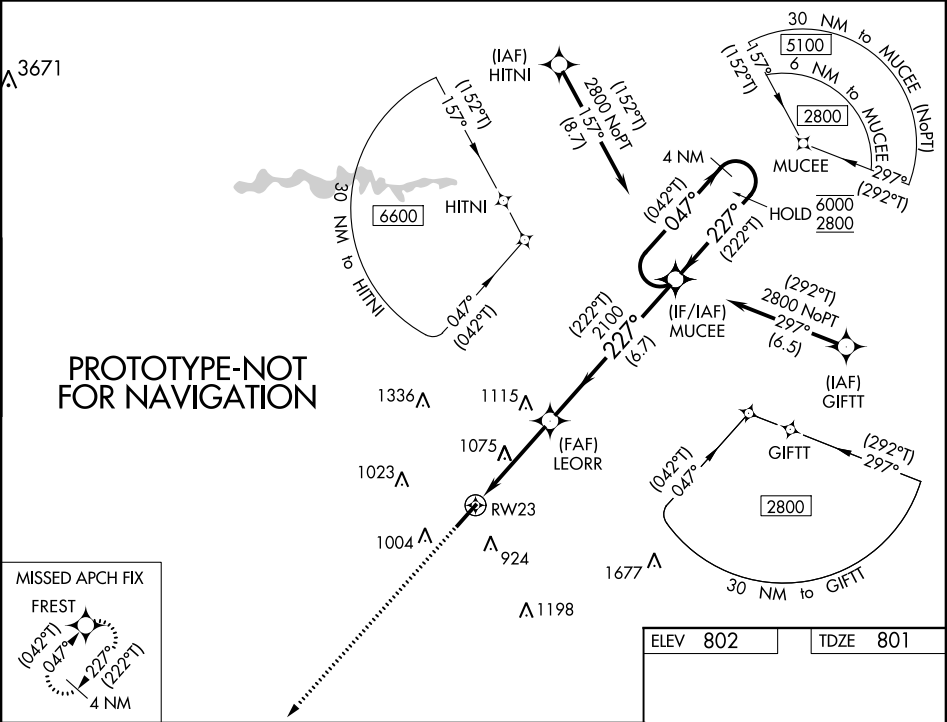 3671
(IAF)
HITNI
(152°T)
2800 NoPT
157°
(8.7)
30 NM to MUCEE (NoPT)
5100
6 NM to MUCEE
2800
157°
(152°T)
MUCEE
297°
(292°T)
(152°T)
157°
30 NM to HITNI
6600
HITNI
047°
(042°T)
4 NM
(042°T)
047°
227°
(222°T)
HOLD 6000
2800
(IF/IAF)
MUCEE
(292°T)
2800 NoPT
297°
(6.5)
(IAF)
GIFTT
(222°T)
2100
227°
(6.7)
PROTOTYPE-NOT
FOR NAVIGATION
1336
1115
(FAF)
LEORR
1075
1023
RW23
1004
924
1677
1198
GIFTT
(042°T)
047°
(292°T)
297°
2800
30 NM to GIFTT
MISSED APCH FIX
FREST
(042°T)
047°
227°
(222°T)
4 NM
ELEV 802
TDZE 801